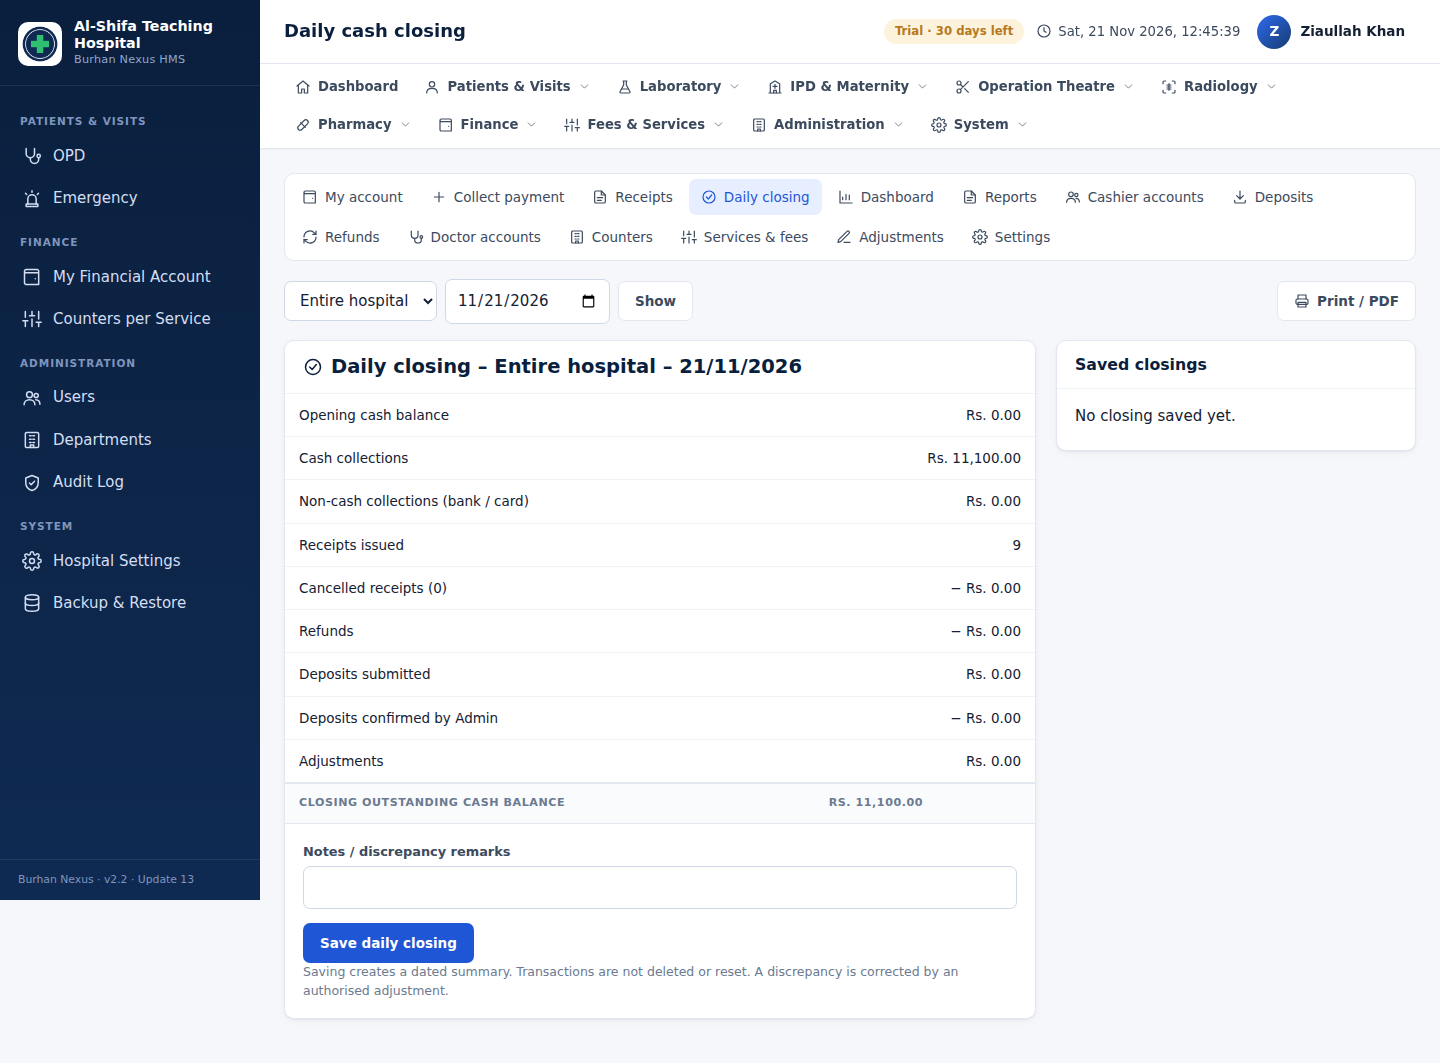 Al-Shifa Teaching
Hospital
Burhan Nexus HMS
Daily cash closing
Trial · 30 days left
Sat, 21 Nov 2026, 12:45:39
Z
Ziaullah Khan
Dashboard
Patients & Visits
Laboratory
IPD & Maternity
Operation Theatre
Radiology
Pharmacy
Finance
Fees & Services
Administration
System
PATIENTS & VISITS
OPD
Emergency
FINANCE
My Financial Account
Counters per Service
ADMINISTRATION
Users
Departments
Audit Log
SYSTEM
Hospital Settings
Backup & Restore
Burhan Nexus · v2.2 · Update 13
My account
Collect payment
Receipts
Daily closing
Dashboard
Reports
Cashier accounts
Deposits
Refunds
Doctor accounts
Counters
Services & fees
Adjustments
Settings
Entire hospital
11/21/2026
Show
Print / PDF
Daily closing – Entire hospital – 21/11/2026
Opening cash balance Rs. 0.00
Cash collections Rs. 11,100.00
Non-cash collections (bank / card) Rs. 0.00
Receipts issued 9
Cancelled receipts (0) − Rs. 0.00
Refunds − Rs. 0.00
Deposits submitted Rs. 0.00
Deposits confirmed by Admin − Rs. 0.00
Adjustments Rs. 0.00
CLOSING OUTSTANDING CASH BALANCE RS. 11,100.00
Notes / discrepancy remarks
Save daily closing
Saving creates a dated summary. Transactions are not deleted or reset. A discrepancy is corrected by an
authorised adjustment.
Saved closings
No closing saved yet.